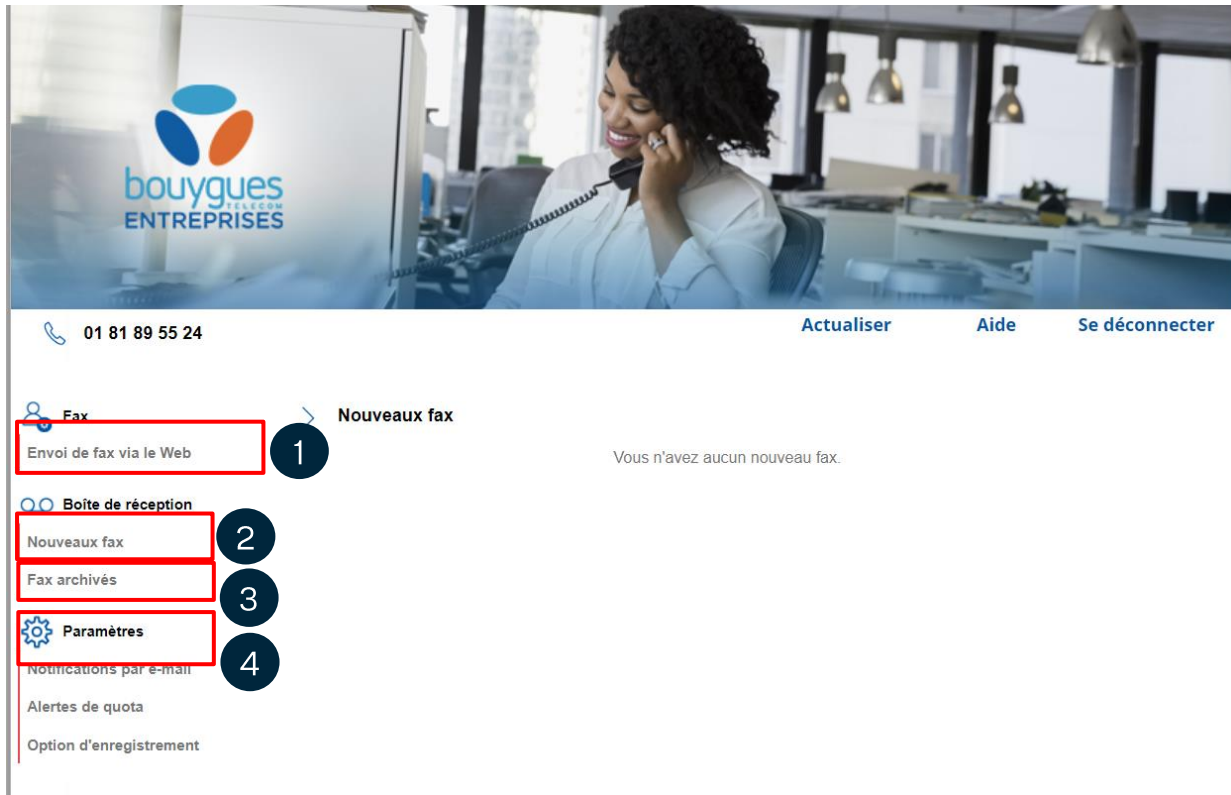 bouygues
TELECOM
ENTREPRISES
01 81 89 55 24
Actualiser
Aide
Se déconnecter
Fax
Nouveaux fax
Envoi de fax via le Web
1
Vous n'avez aucun nouveau fax.
Boîte de réception
Nouveaux fax
2
Fax archivés
3
Paramètres
4
Notifications par e-mail
Alertes de quota
Option d'enregistrement